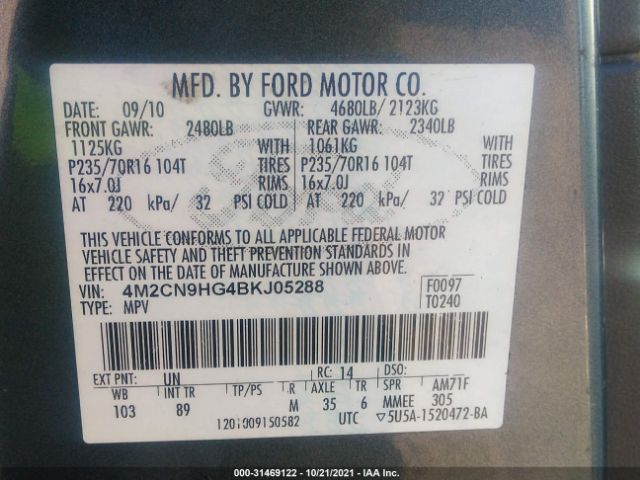 MFD. BY FORD MOTOR CO.
DATE: 09/10 GVWR: 4680LB/ 2123KG
FRONT GAWR: 2480LB REAR GAWR: 2340LB
1125KG WITH 1061KG WITH
P235/70R16 104T TIRES P235/70R16 104T TIRES
16x7.0J RIMS 16x7.0J RIMS
AT 220 kPa/ 32 PSI COLD AT 220 kPa/ 32 PSI COLD
THIS VEHICLE CONFORMS TO ALL APPLICABLE FEDERAL MOTOR
VEHICLE SAFETY AND THEFT PREVENTION STANDARDS IN
EFFECT ON THE DATE OF MANUFACTURE SHOWN ABOVE.
VIN: 4M2CN9HG4BKJ05288 F0097
TYPE: MPV T0240
EXT PNT: UN RC: 14 DSO:
WB INT TR TP/PS R AXLE TR SPR AM71F
103 89 M 35 6 MMEE 305
1201009150582 UTC 5U5A-1520472-BA
000-31469122 - 10/21/2021 - IAA Inc.